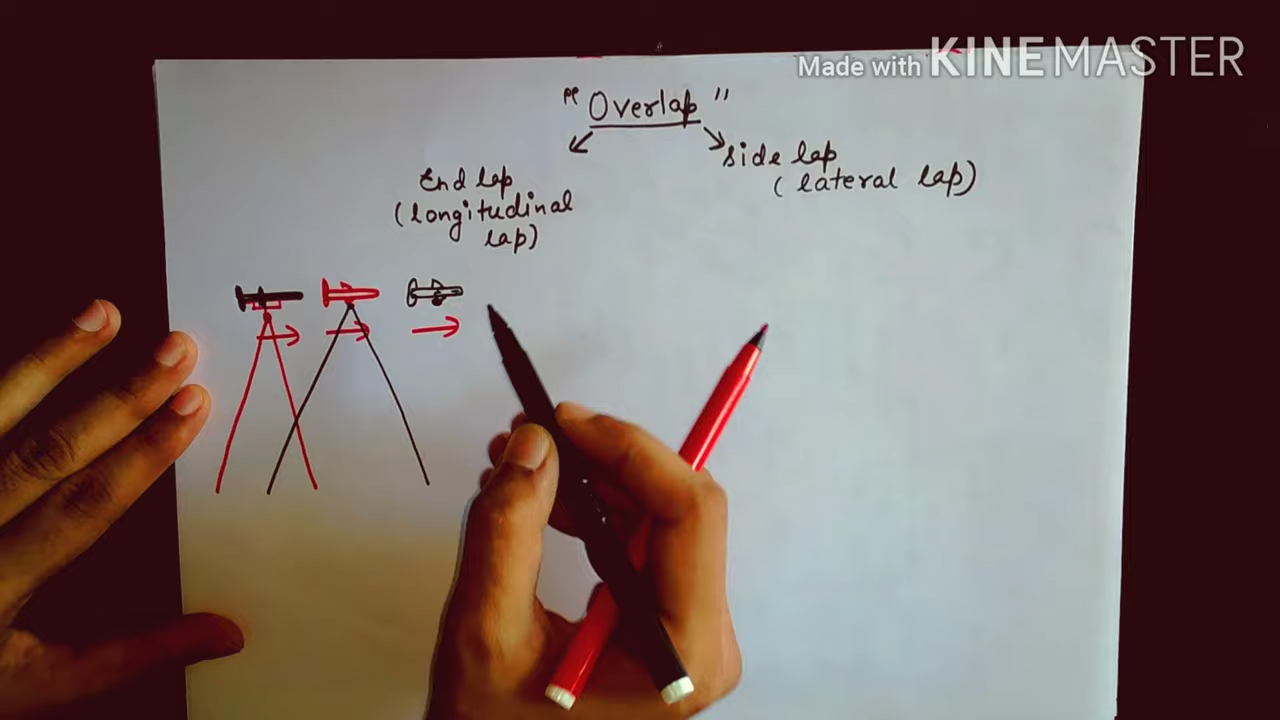 Made with KINEMASTER
"Overlap"
Side lap
(lateral lap)
End lap
(longitudinal
lap)